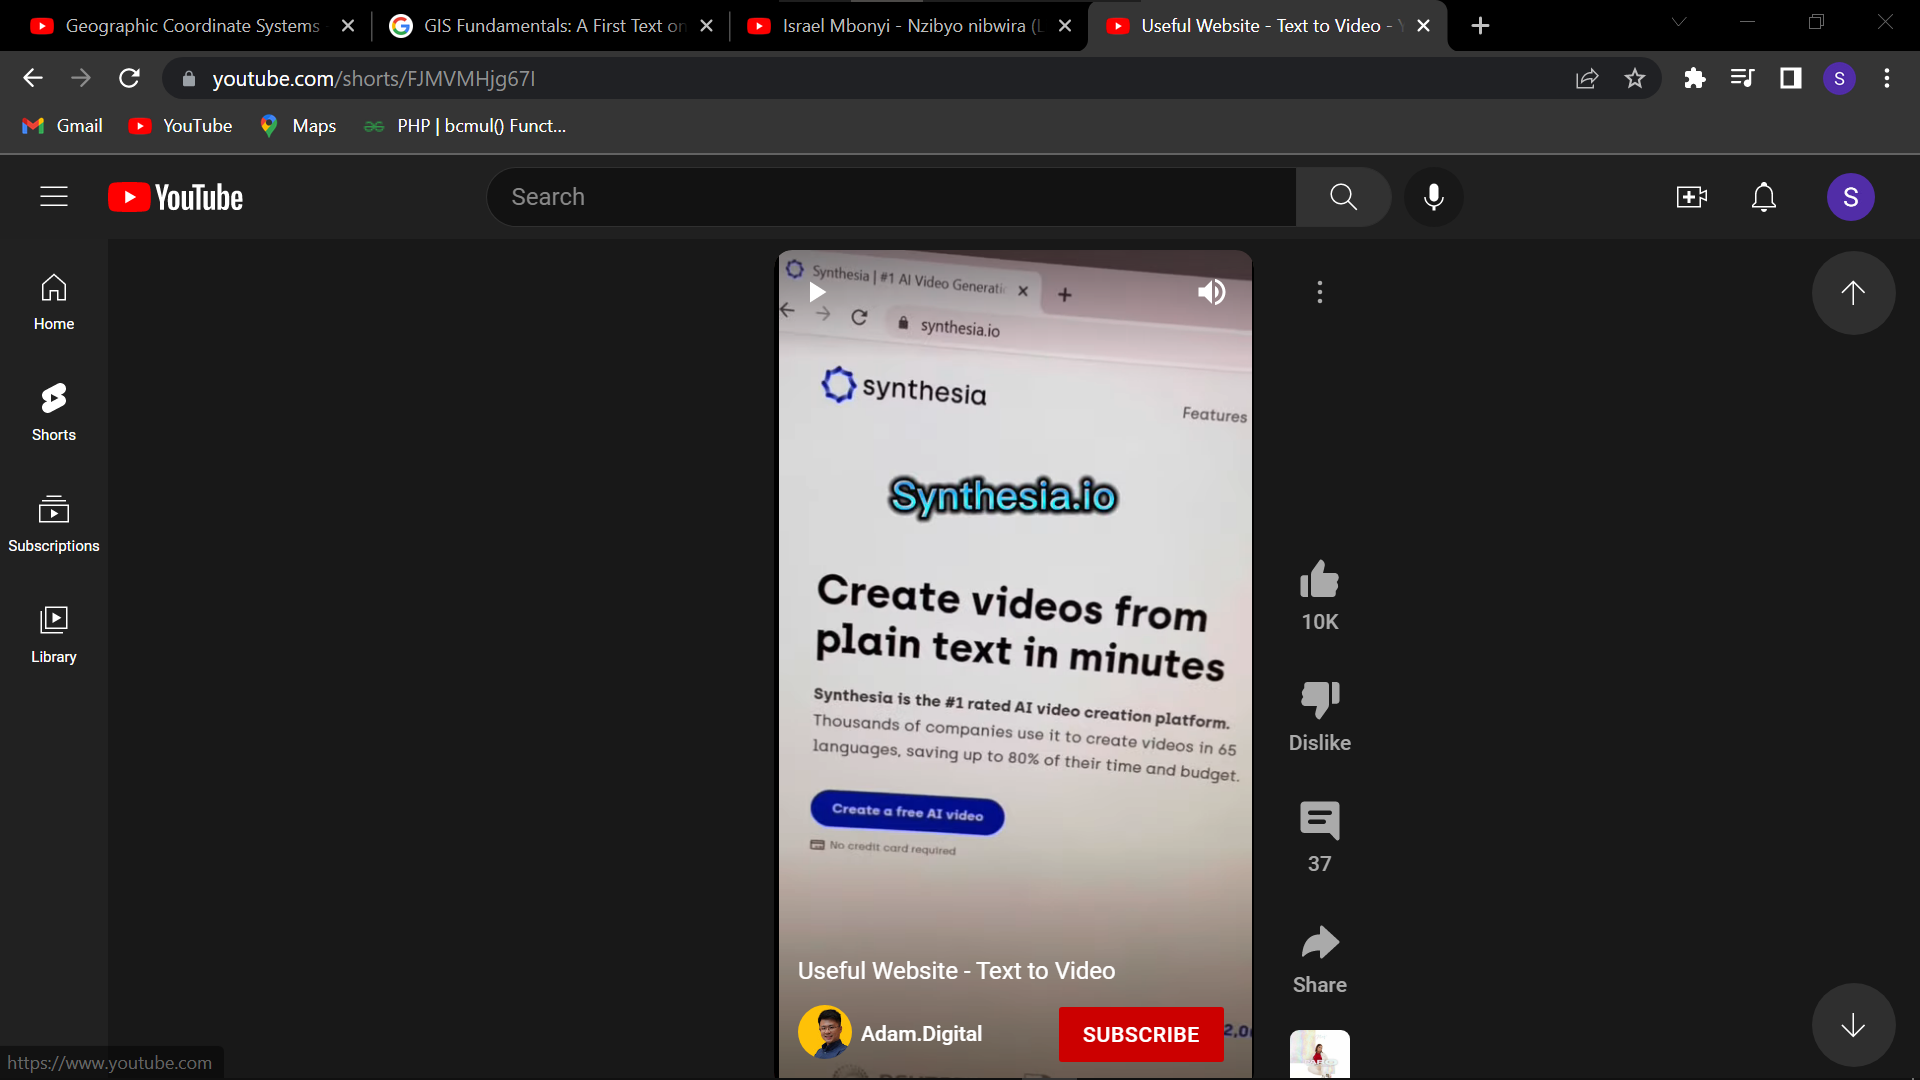 Geographic Coordinate Systems
GIS Fundamentals: A First Text on
Israel Mbonyi - Nzibyo nibwira (L
Useful Website - Text to Video - Y
youtube.com/shorts/FJMVMHjg67I
S
Gmail
YouTube
Maps
PHP | bcmul() Funct...
YouTube
Search
S
Home
Shorts
Subscriptions
Library
Synthesia | #1 AI Video Generati
synthesia.io
synthesia
Features
Synthesia.io
Create videos from
plain text in minutes
Synthesia is the #1 rated AI video creation platform.
Thousands of companies use it to create videos in 65
languages, saving up to 80% of their time and budget.
Create a free AI video
No credit card required
10K
Dislike
37
Share
Useful Website - Text to Video
Adam.Digital
SUBSCRIBE
https://www.youtube.com